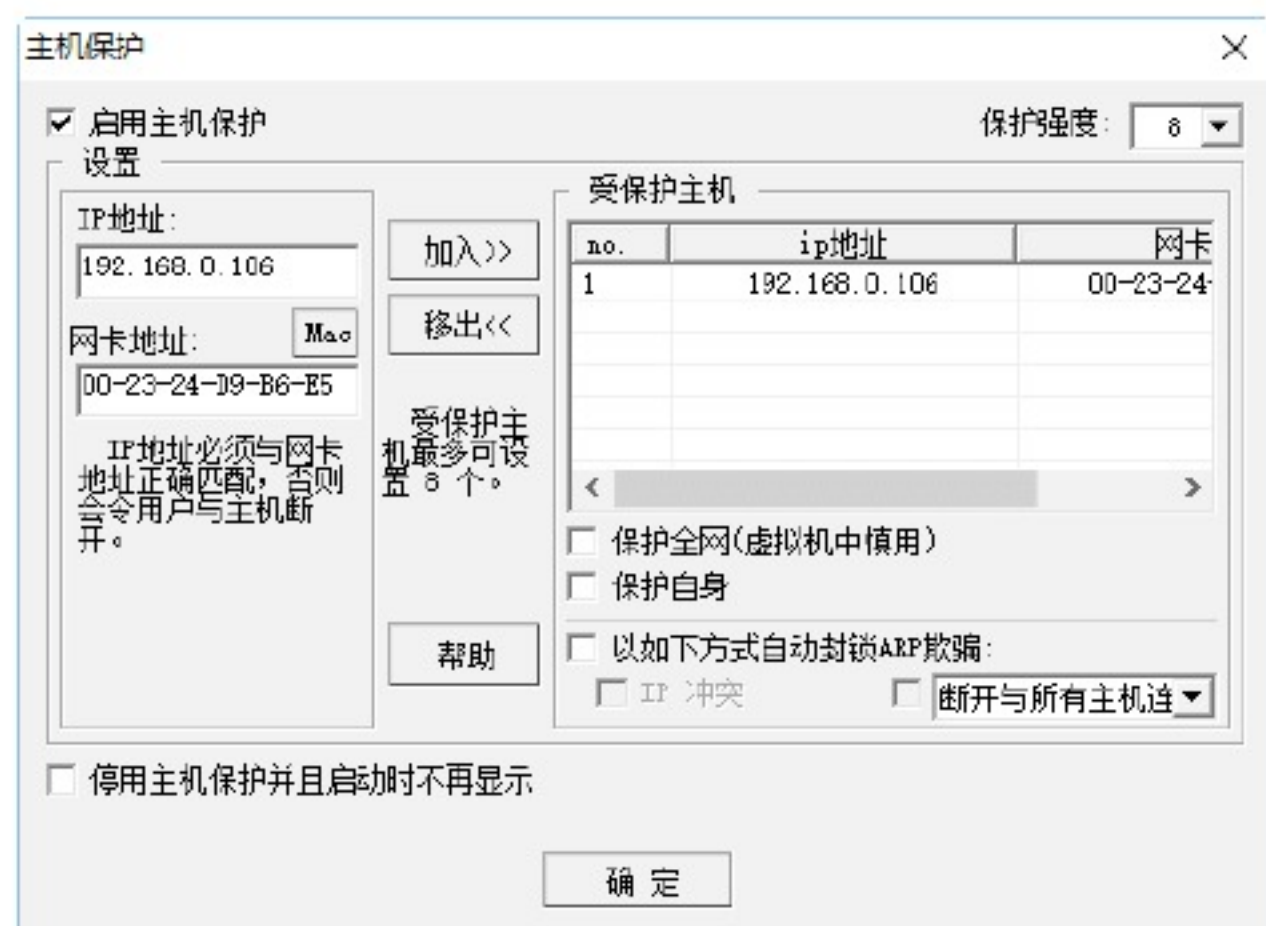 主机保护
启用主机保护
保护强度: 8
设置
IP地址:
192.168.0.106
网卡地址: Mac
00-23-24-D9-B6-E5
IP地址必须与网卡
地址正确匹配，否则
会令用户与主机断
开。
加入>>
移出<<
受保护主
机最多可设
置 8 个。
帮助
受保护主机
no. ip地址 网卡
1 192.168.0.106 00-23-24-
保护全网(虚拟机中慎用)
保护自身
以如下方式自动封锁ARP欺骗:
IP 冲突 断开与所有主机连
停用主机保护并且启动时不再显示
确 定